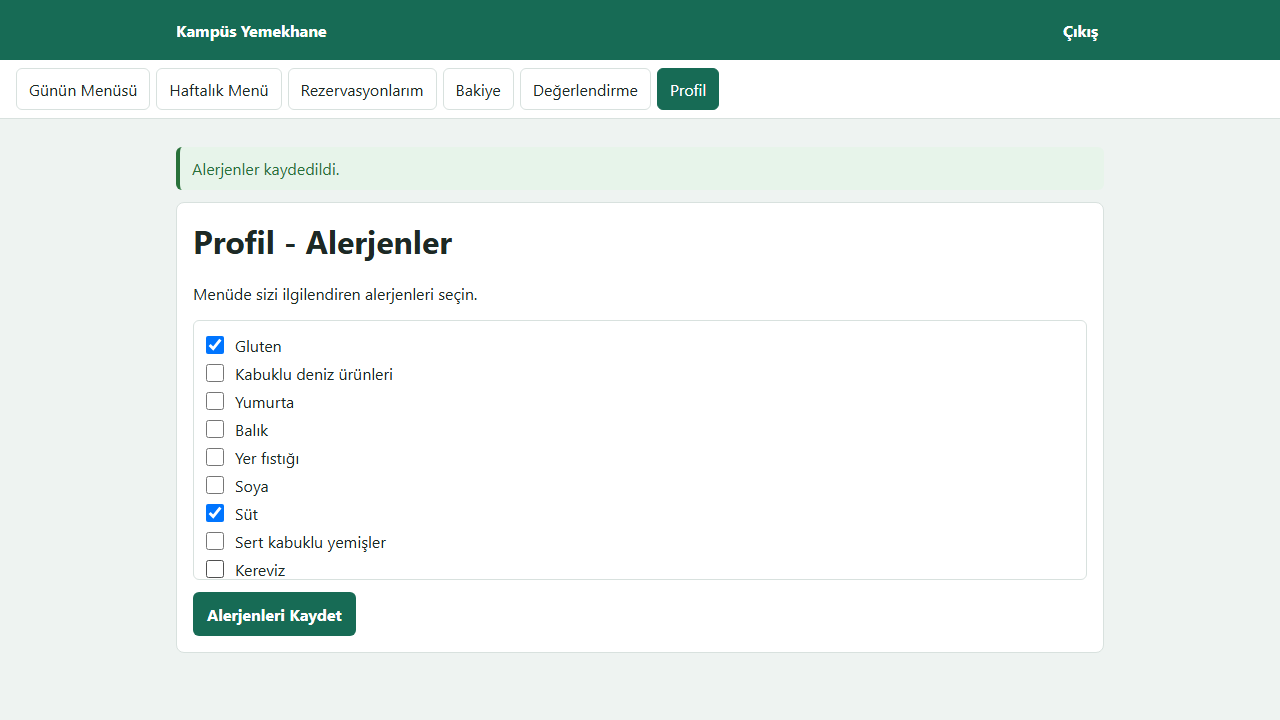 Kampüs Yemekhane
Çıkış
Günün Menüsü
Haftalık Menü
Rezervasyonlarım
Bakiye
Değerlendirme
Profil
Alerjenler kaydedildi.
Profil - Alerjenler
Menüde sizi ilgilendiren alerjenleri seçin.
Gluten
Kabuklu deniz ürünleri
Yumurta
Balık
Yer fıstığı
Soya
Süt
Sert kabuklu yemişler
Kereviz
Alerjenleri Kaydet